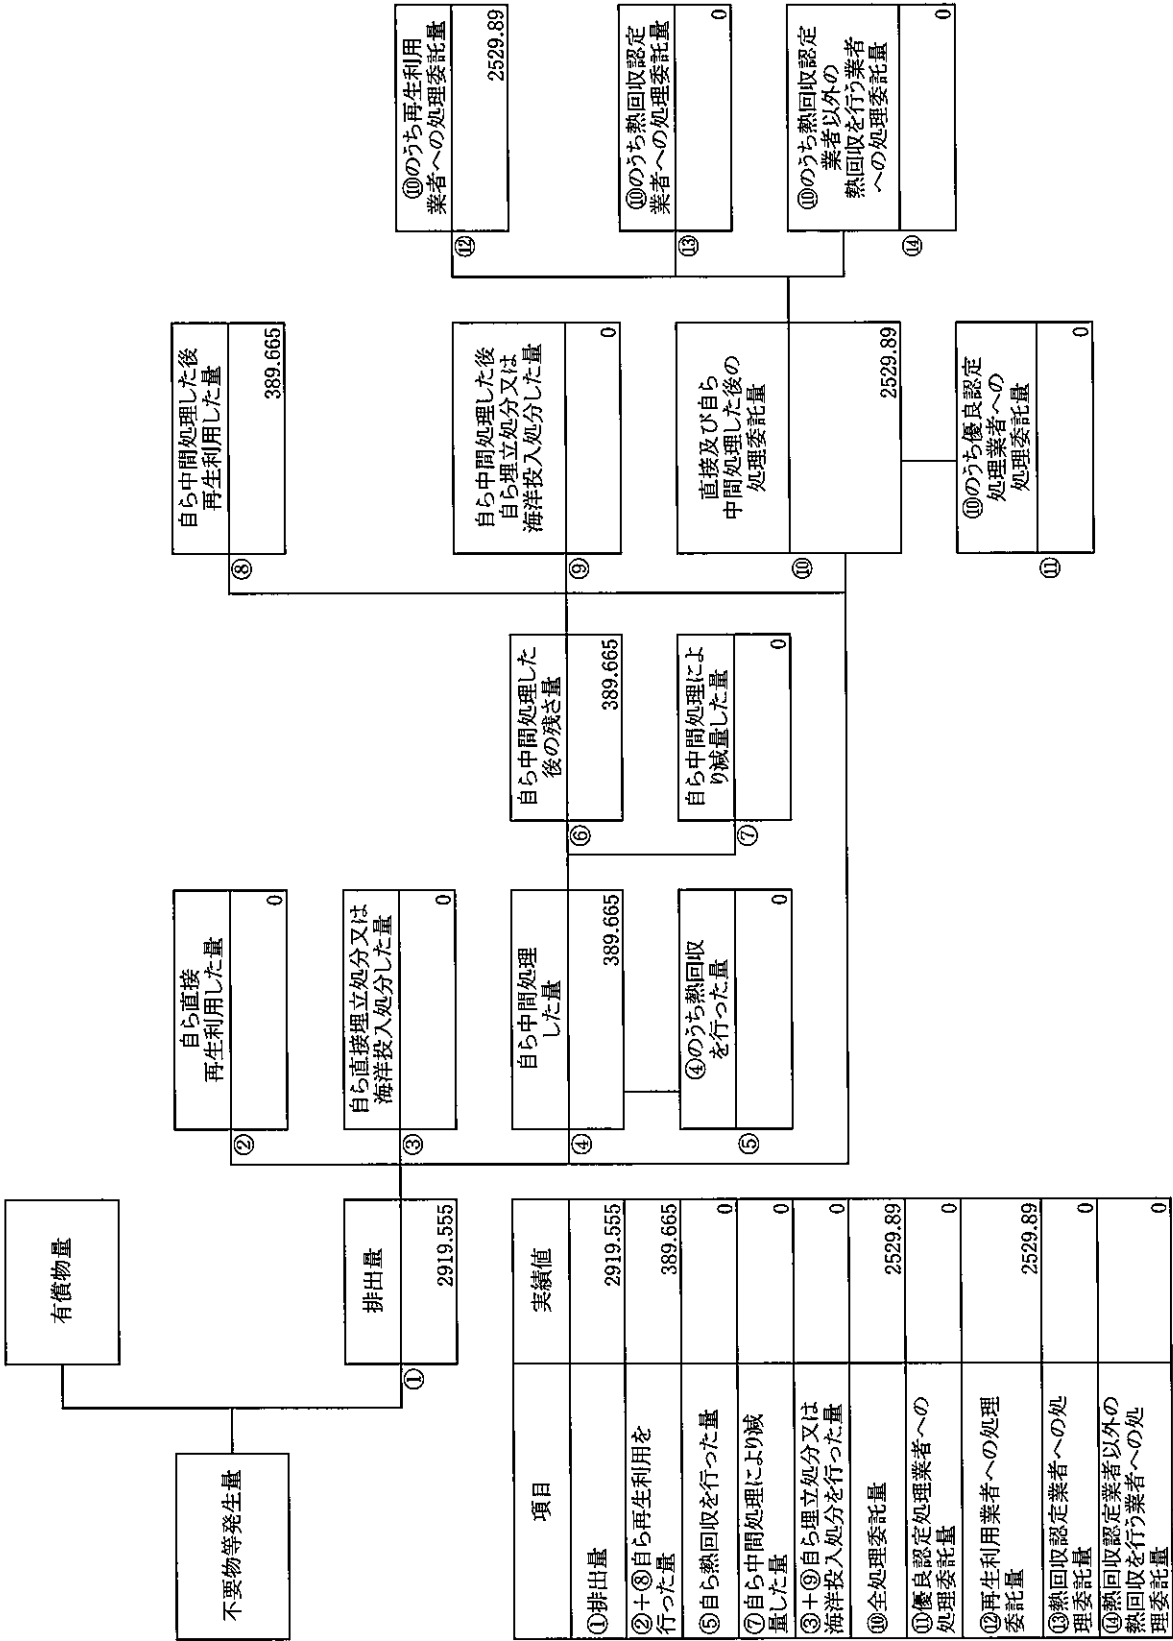 不要物等発生量
有償物量
排出量
①
2919.555
自ら直接
再生利用した量
②
0
自ら直接埋立処分又は
海洋投入処分した量
③
0
自ら中間処理
した量
④
389.665
④のうち熱回収
を行った量
⑤
0
自ら中間処理した
後の残さ量
⑥
389.665
自ら中間処理によ
り減量した量
⑦
0
自ら中間処理した後
再生利用した量
⑧
389.665
自ら中間処理した後
自ら埋立処分又は
海洋投入処分した量
⑨
0
直接及び自ら
中間処理した後の
処理委託量
⑩
2529.89
⑩のうち優良認定
処理業者への
処理委託量
⑪
0
⑩のうち再生利用
業者への処理委託量
⑫
2529.89
⑩のうち熱回収認定
業者への処理委託量
⑬
0
⑩のうち熱回収認定
業者以外の
熱回収を行う業者
への処理委託量
⑭
0
項目 実績値
①排出量 2919.555
②+⑧自ら再生利用を
行った量 389.665
⑤自ら熱回収を行った量 0
⑦自ら中間処理により減
量した量 0
③+⑨自ら埋立処分又は
海洋投入処分を行った量 0
⑩全処理委託量 2529.89
⑪優良認定処理業者への
処理委託量 0
⑫再生利用業者への処理
委託量 2529.89
⑬熱回収認定業者への処
理委託量 0
⑭熱回収認定業者以外の
熱回収を行う業者への処
理委託量 0